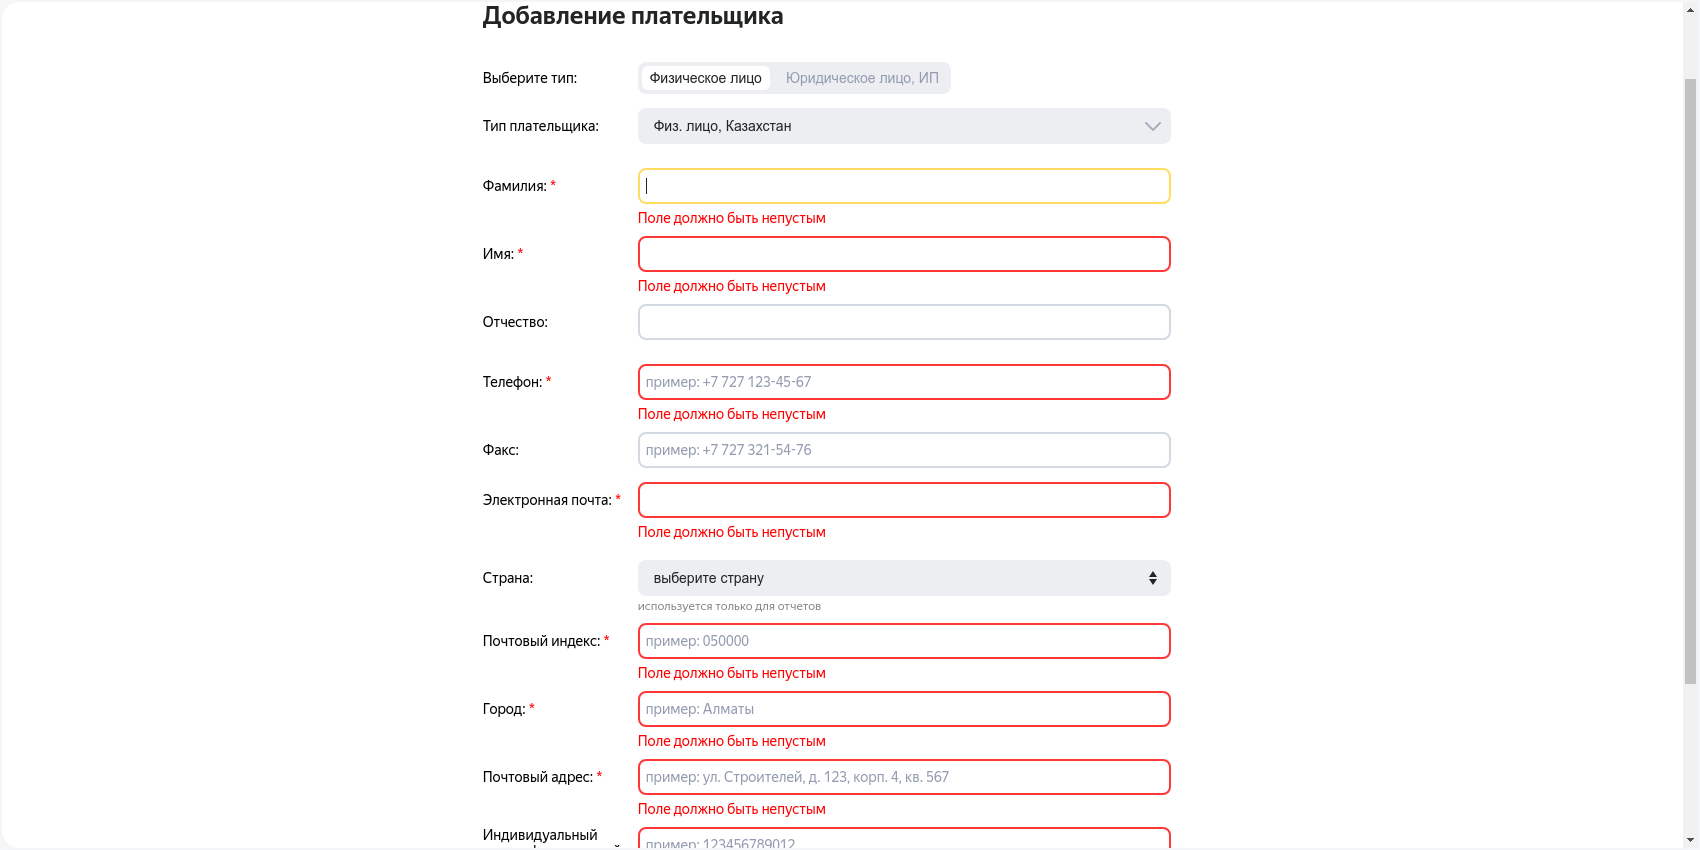 Добавление плательщика
Выберите тип: Физическое лицо Юридическое лицо, ИП
Тип плательщика: Физ. лицо, Казахстан
Фамилия: *
Поле должно быть непустым
Имя: *
Поле должно быть непустым
Отчество:
Телефон: * пример: +7 727 123-45-67
Поле должно быть непустым
Факс: пример: +7 727 321-54-76
Электронная почта: *
Поле должно быть непустым
Страна: выберите страну
используется только для отчетов
Почтовый индекс: * пример: 050000
Поле должно быть непустым
Город: * пример: Алматы
Поле должно быть непустым
Почтовый адрес: * пример: ул. Строителей, д. 123, корп. 4, кв. 567
Поле должно быть непустым
Индивидуальный
пример: 123456789012